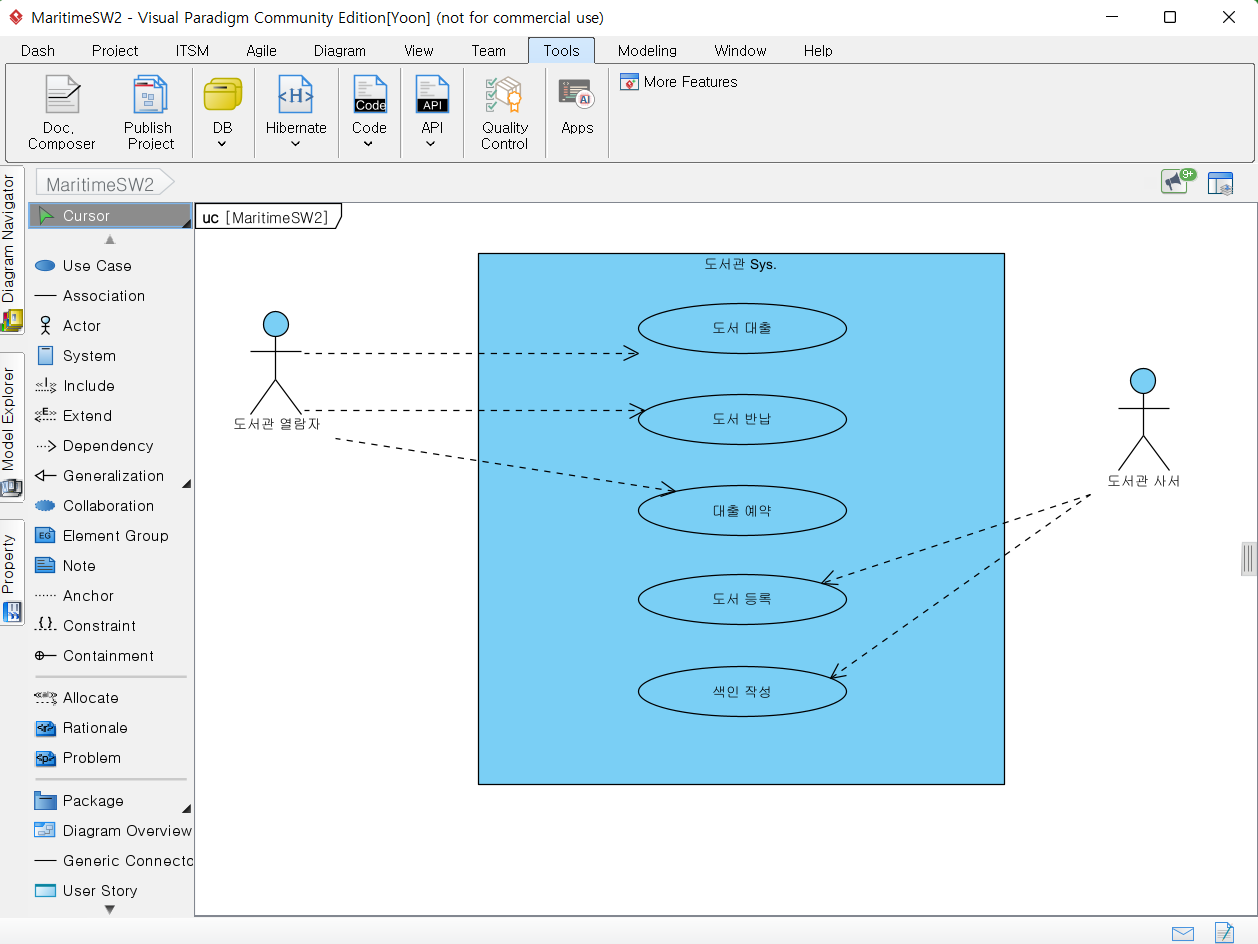 MaritimeSW2 - Visual Paradigm Community Edition[Yoon] (not for commercial use)
Dash Project ITSM Agile Diagram View Team Tools Modeling Window Help
Doc. Composer
Publish Project
DB
Hibernate
Code
Code
API
API
Quality Control
AI
Apps
More Features
MaritimeSW2
9+
Diagram Navigator
Model Explorer
Property
Cursor
Use Case
Association
Actor
System
Include
Extend
Dependency
Generalization
Collaboration
EG
Element Group
Note
Anchor
Constraint
Containment
Allocate
Rationale
Problem
Package
Diagram Overview
Generic Connecto
User Story
uc [MaritimeSW2]
도서관 Sys.
도서 대출
도서 반납
대출 예약
도서 등록
색인 작성
도서관 열람자
도서관 사서